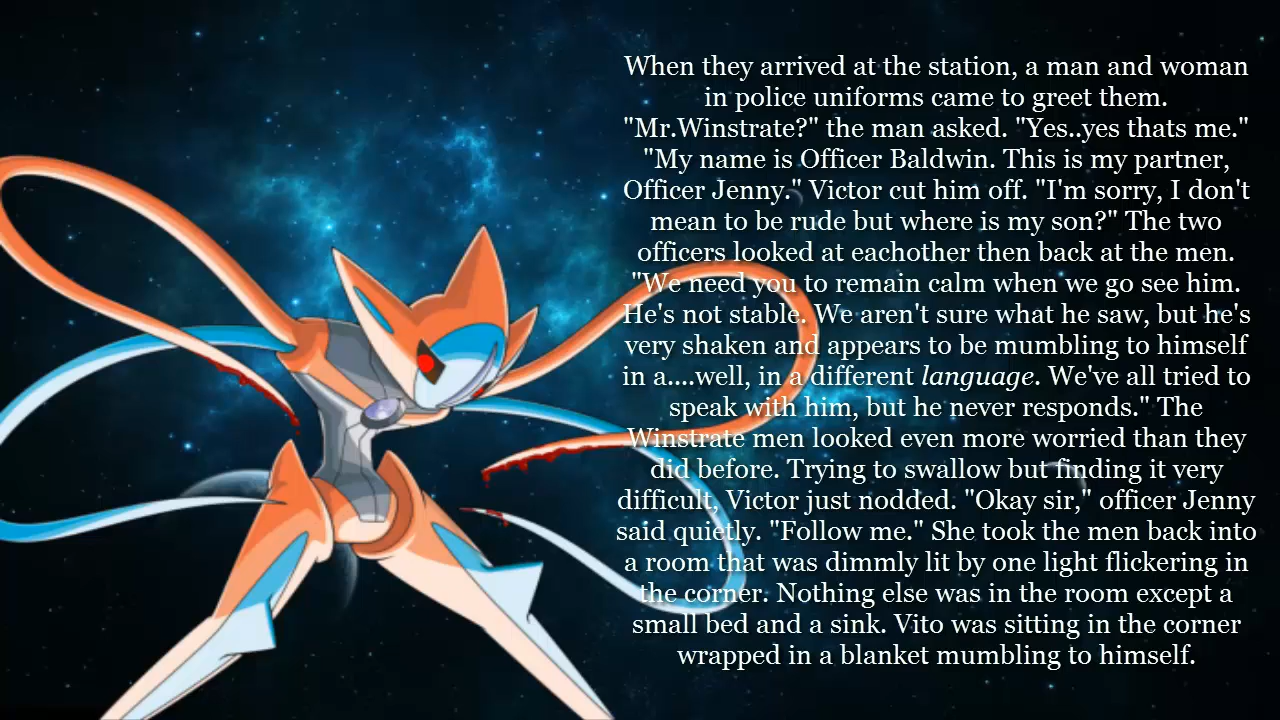 When they arrived at the station, a man and woman
in police uniforms came to greet them.
"Mr.Winstrate?" the man asked. "Yes..yes thats me."
"My name is Officer Baldwin. This is my partner,
Officer Jenny." Victor cut him off. "I'm sorry, I don't
mean to be rude but where is my son?" The two
officers looked at eachother then back at the men.
"We need you to remain calm when we go see him.
He's not stable. We aren't sure what he saw, but he's
very shaken and appears to be mumbling to himself
in a....well, in a different language. We've all tried to
speak with him, but he never responds." The
Winstrate men looked even more worried than they
did before. Trying to swallow but finding it very
difficult, Victor just nodded. "Okay sir," officer Jenny
said quietly. "Follow me." She took the men back into
a room that was dimmly lit by one light flickering in
the corner. Nothing else was in the room except a
small bed and a sink. Vito was sitting in the corner
wrapped in a blanket mumbling to himself.